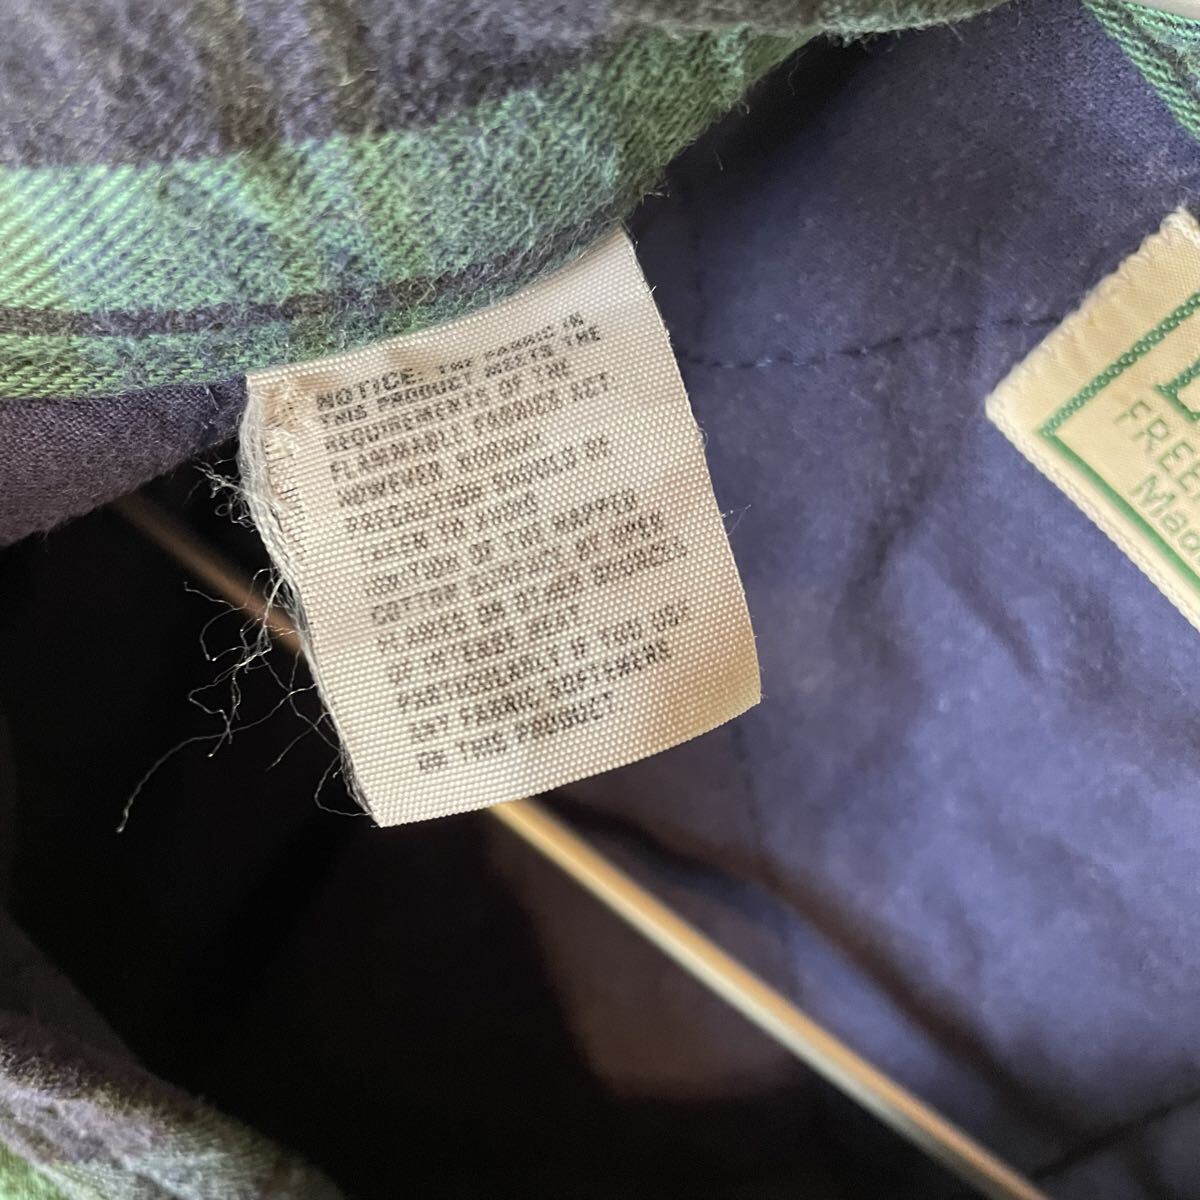 NOTICE. THE FABRIC IN
THIS PRODUCT MEETS THE
REQUIREMENTS OF THE
FLAMMABLE FABRICS ACT
HOWEVER NORMAL
PRECAUTION SHOULD BE
TAKEN TO AVOID
IGNITION OF THE NAPPED
COTTON SURFACE BY OPEN
FLAMES OR OTHER SOURCES
OF INTENSE HEAT
PARTICULARLY IF YOU USE
ANY FABRIC SOFTENERS
ON THIS PRODUCT
FREE